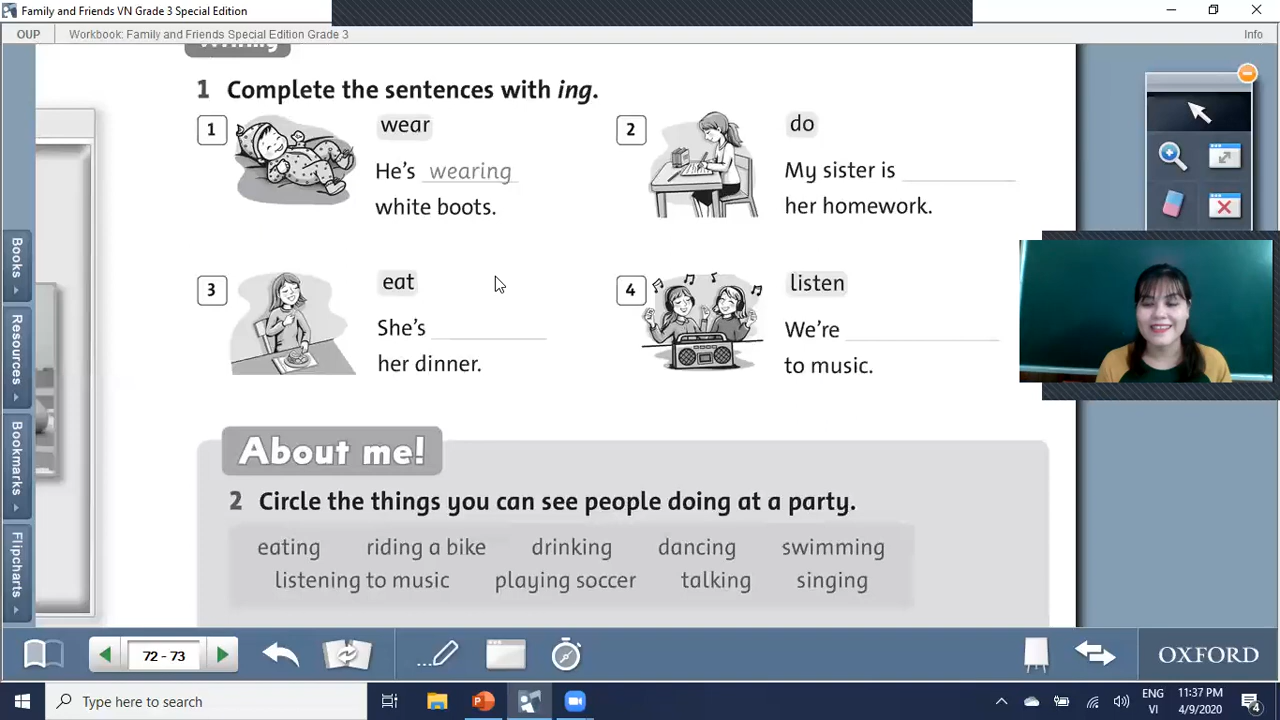 Family and Friends VN Grade 3 Special Edition
OUP Workbook: Family and Friends Special Edition Grade 3 Info
Writing
1 Complete the sentences with ing.
1 wear
He's wearing
white boots.
2 do
My sister is
her homework.
3 eat
She's
her dinner.
4 listen
We're
to music.
About me!
2 Circle the things you can see people doing at a party.
eating riding a bike drinking dancing swimming
listening to music playing soccer talking singing
Books
Resources
Bookmarks
Flipcharts
72 - 73
OXFORD
Type here to search
ENG
VI
11:37 PM
4/9/2020
4